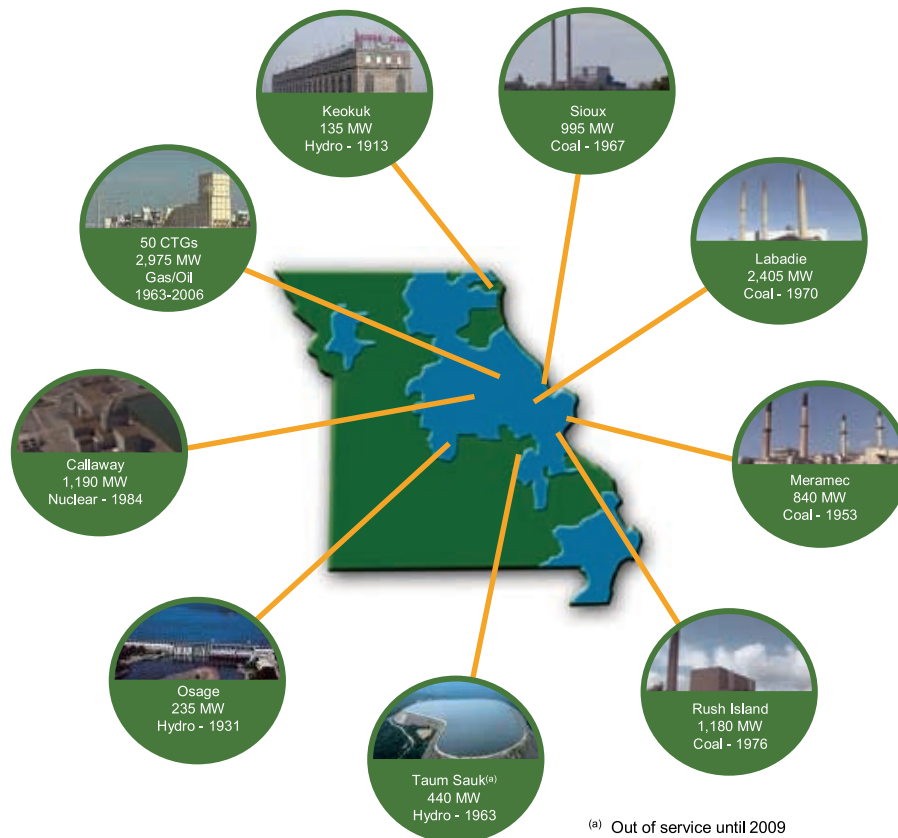 Keokuk
135 MW
Hydro - 1913
Sioux
995 MW
Coal - 1967
50 CTGs
2,975 MW
Gas/Oil
1963-2006
Labadie
2,405 MW
Coal - 1970
Callaway
1,190 MW
Nuclear - 1984
Meramec
840 MW
Coal - 1953
Osage
235 MW
Hydro - 1931
Taum Sauk(a)
440 MW
Hydro - 1963
Rush Island
1,180 MW
Coal - 1976
(a) Out of service until 2009